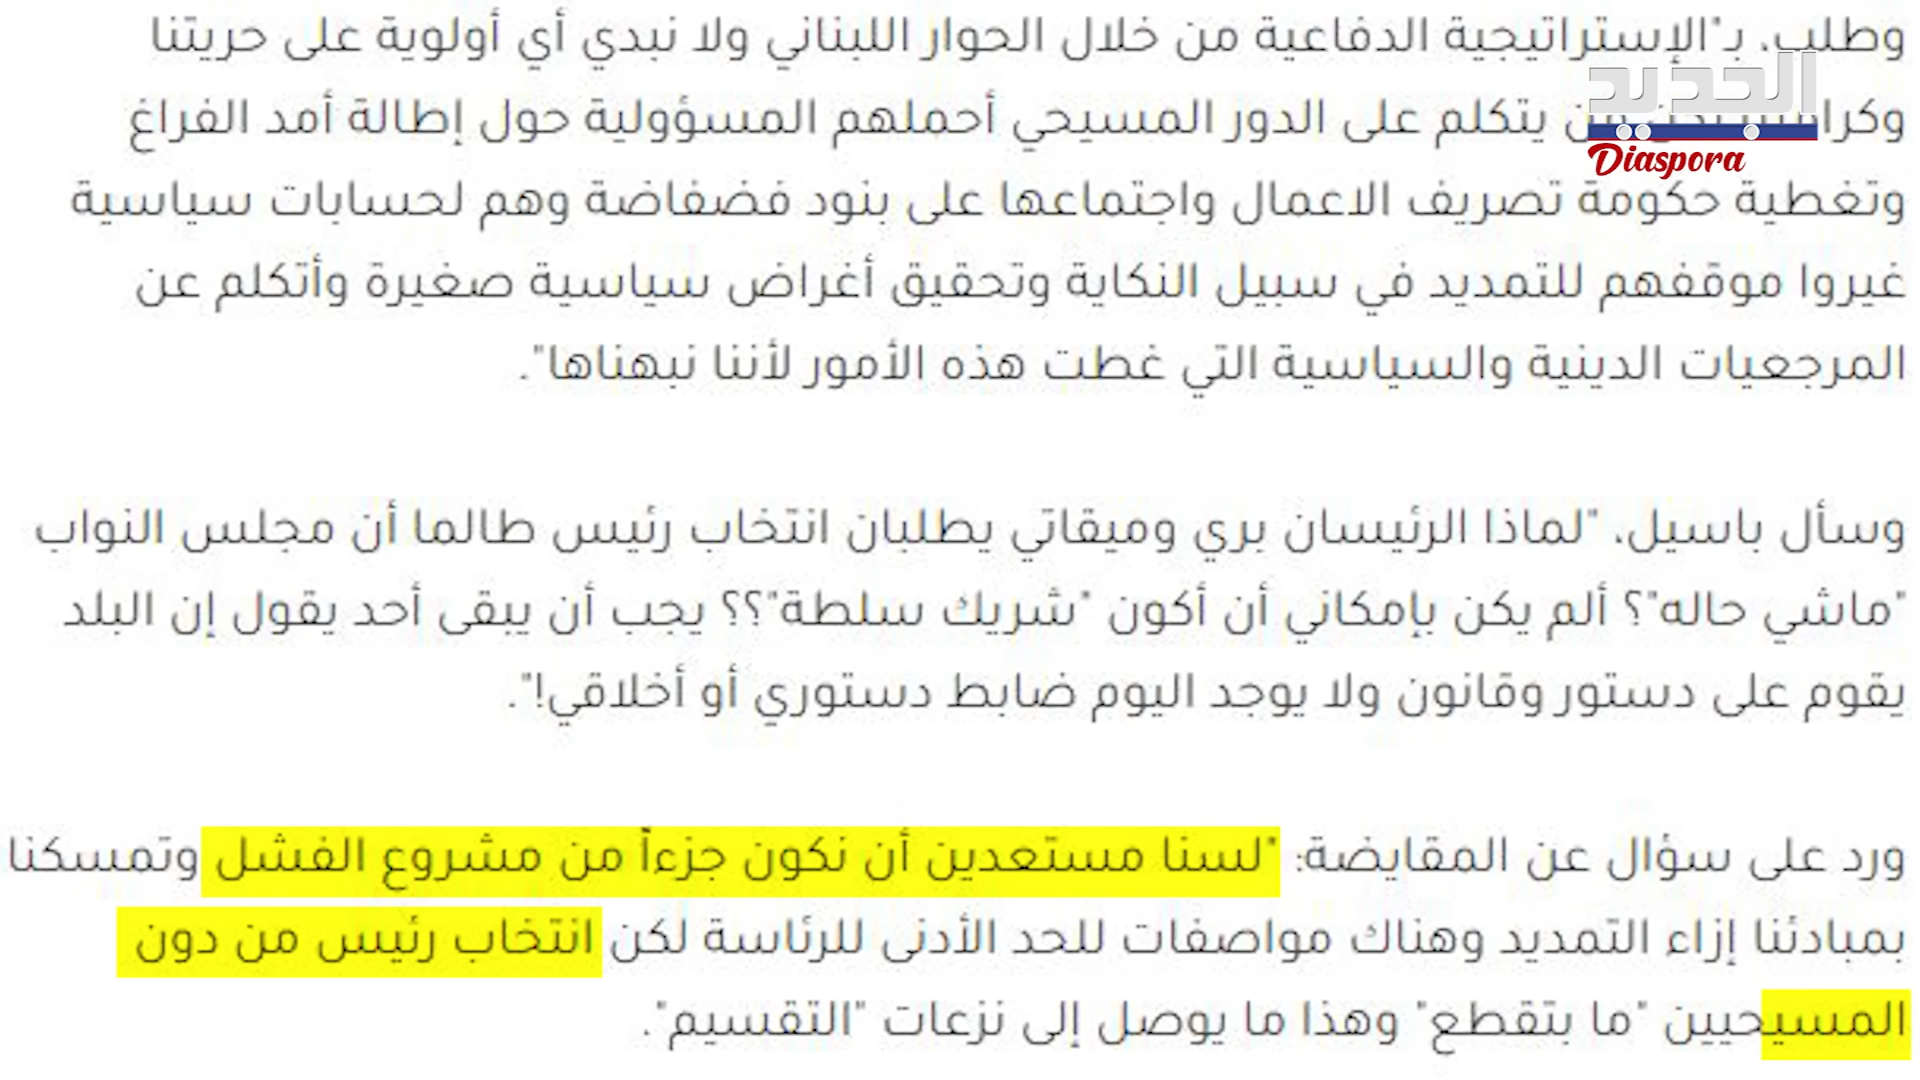 وطلب، بـ"الإستراتيجية الدفاعية من خلال الحوار اللبناني ولا نبدي أي أولوية على حريتنا
يتكلم على الدور المسيحي أحملهم المسؤولية حول إطالة أمد الفراغ
وتغطية حكومة تصريف الاعمال واجتماعها على بنود فضفاضة وهم لحسابات سياسية
غيروا موقفهم للتمديد في سبيل النكاية وتحقيق أغراض سياسية صغيرة وأتكلم عن
المرجعيات الدينية والسياسية التي غطت هذه الأمور لأننا نبهناها".
وسأل باسيل، "لماذا الرئيسان بري وميقاتي يطلبان انتخاب رئيس طالما أن مجلس النواب
"ماشي حاله"؟ ألم يكن بإمكاني أن أكون "شريك سلطة"؟؟ يجب أن يبقى أحد يقول إن البلد
يقوم على دستور وقانون ولا يوجد اليوم ضابط دستوري أو أخلاقي!".
ورد على سؤال عن المقايضة: "لسنا مستعدين أن نكون جزءاً من مشروع الفشل وتمسكنا
بمبادئنا إزاء التمديد وهناك مواصفات للحد الأدنى للرئاسة لكن انتخاب رئيس من دون
المسيحيين "ما بتقطع" وهذا ما يوصل إلى نزعات "التقسيم".
الجديد
Diaspora